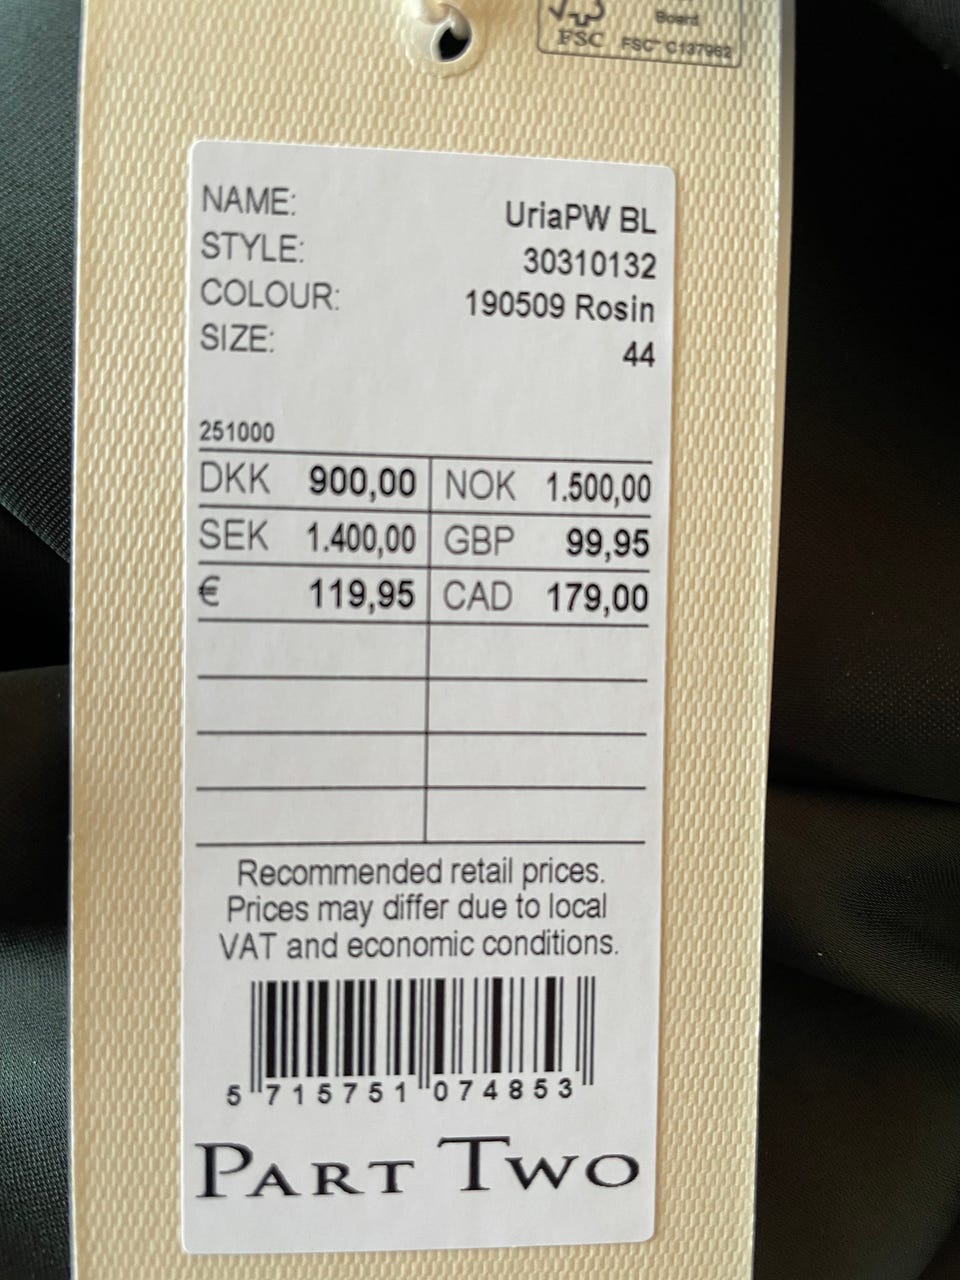 Board
FSC FSC™ C137962
NAME: UriaPW BL
STYLE: 30310132
COLOUR: 190509 Rosin
SIZE: 44
251000
DKK 900,00 NOK 1.500,00
SEK 1.400,00 GBP 99,95
€ 119,95 CAD 179,00
Recommended retail prices.
Prices may differ due to local
VAT and economic conditions.
5 715751 074853
PART TWO